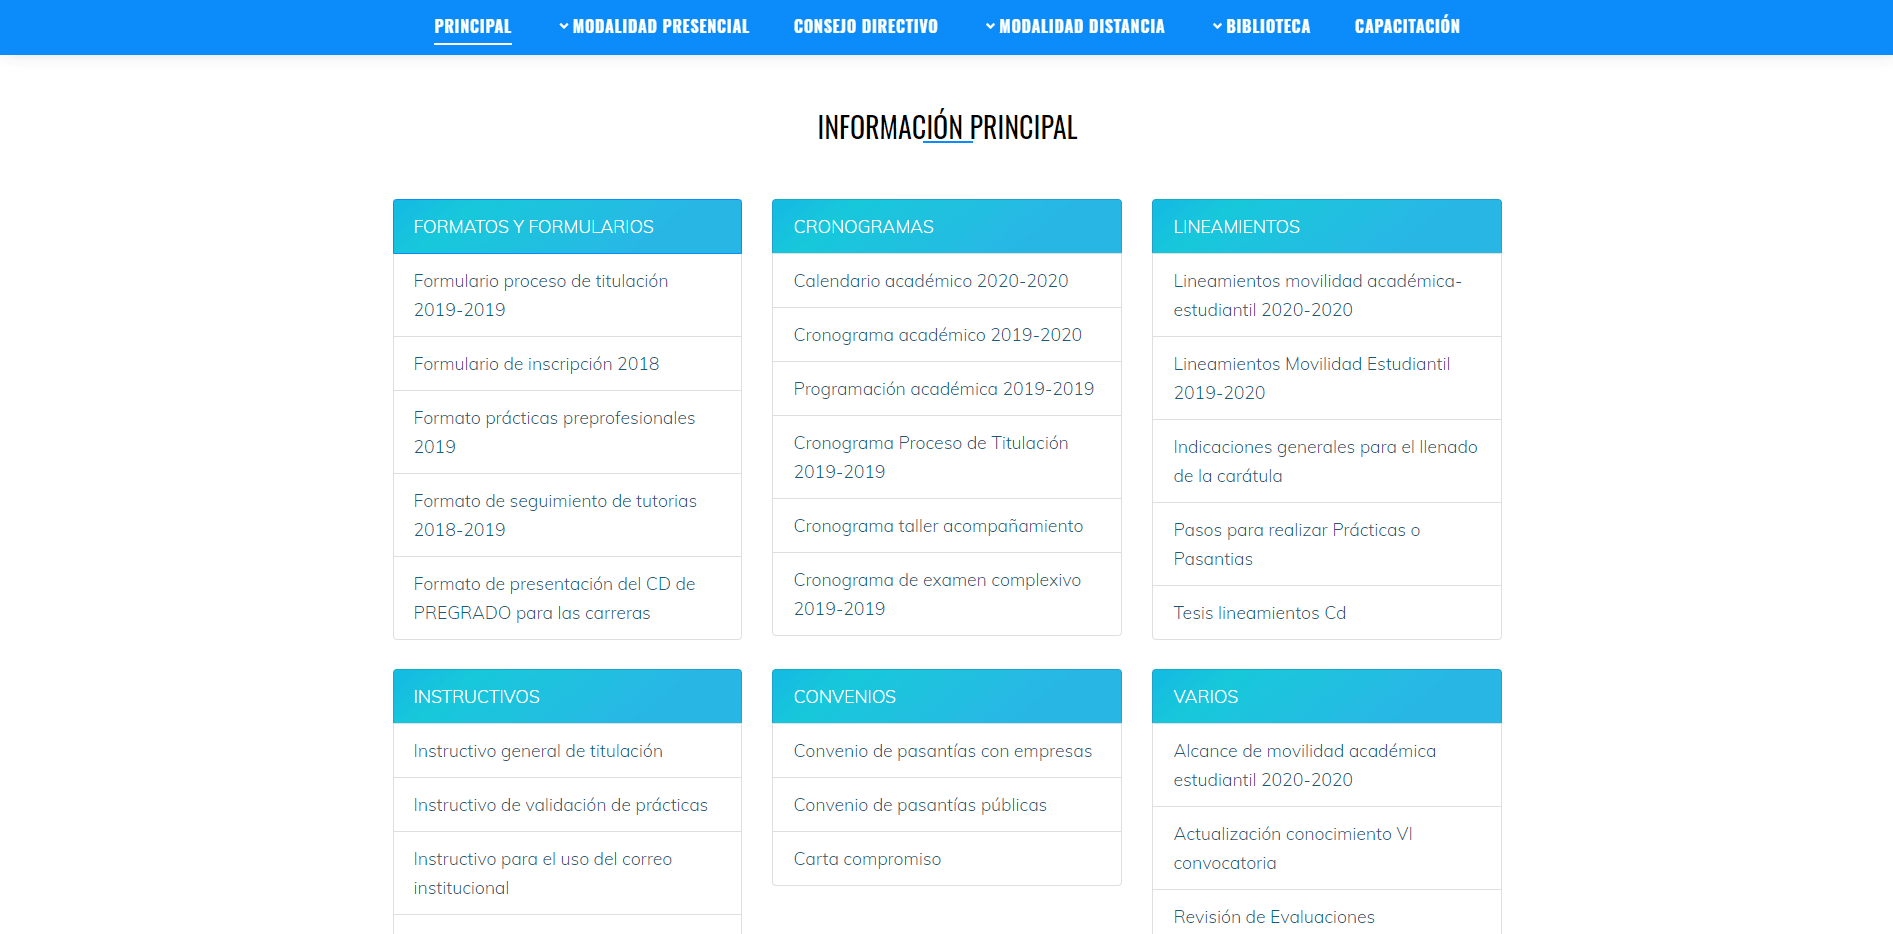 PRINCIPAL MODALIDAD PRESENCIAL CONSEJO DIRECTIVO MODALIDAD DISTANCIA BIBLIOTECA CAPACITACIÓN
INFORMACIÓN PRINCIPAL
FORMATOS Y FORMULARIOS
Formulario proceso de titulación
2019-2019
Formulario de inscripción 2018
Formato prácticas preprofesionales
2019
Formato de seguimiento de tutorias
2018-2019
Formato de presentación del CD de
PREGRADO para las carreras
CRONOGRAMAS
Calendario académico 2020-2020
Cronograma académico 2019-2020
Programación académica 2019-2019
Cronograma Proceso de Titulación
2019-2019
Cronograma taller acompañamiento
Cronograma de examen complexivo
2019-2019
LINEAMIENTOS
Lineamientos movilidad académica-
estudiantil 2020-2020
Lineamientos Movilidad Estudiantil
2019-2020
Indicaciones generales para el llenado
de la carátula
Pasos para realizar Prácticas o
Pasantias
Tesis lineamientos Cd
INSTRUCTIVOS
Instructivo general de titulación
Instructivo de validación de prácticas
Instructivo para el uso del correo
institucional
CONVENIOS
Convenio de pasantías con empresas
Convenio de pasantías públicas
Carta compromiso
VARIOS
Alcance de movilidad académica
estudiantil 2020-2020
Actualización conocimiento VI
convocatoria
Revisión de Evaluaciones